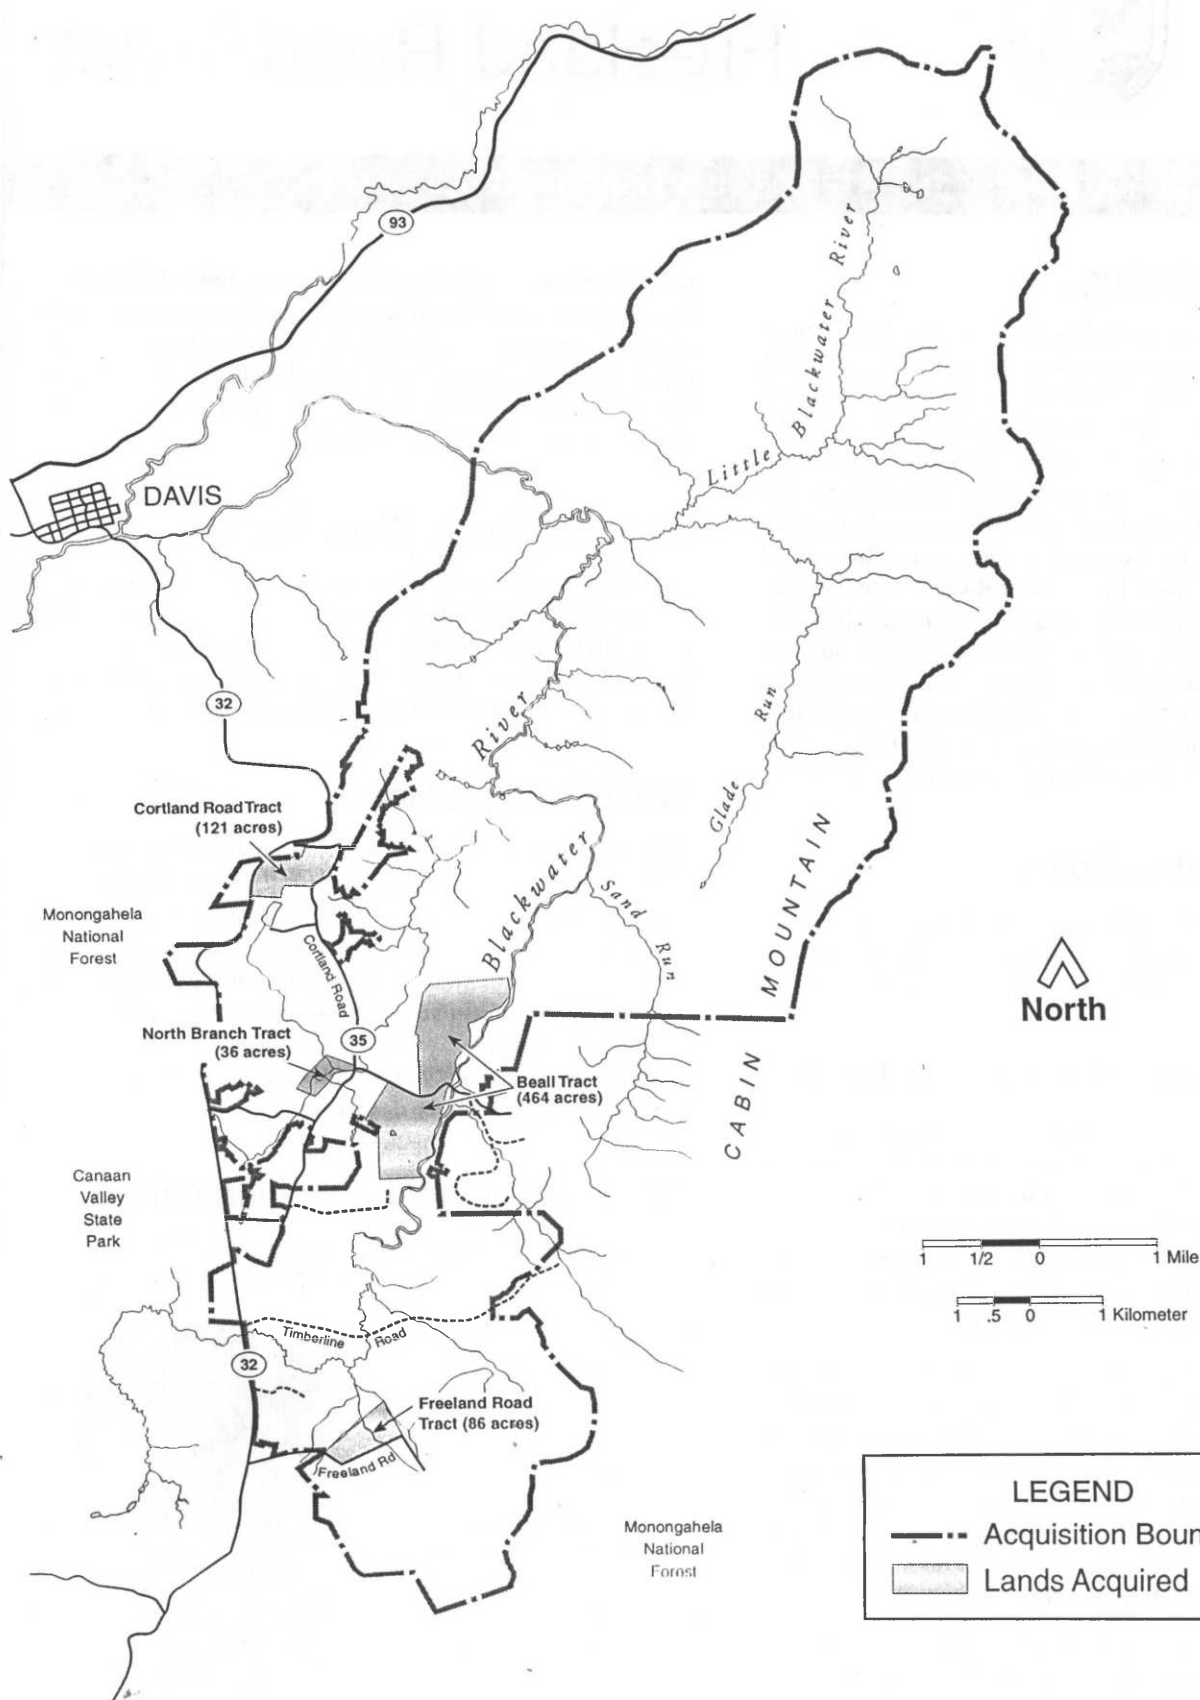 93
Little Blackwater River
DAVIS
32
River
Glade Run
Cortland Road Tract
(121 acres)
Blackwater
Sand Run
Monongahela
National
Forest
Cortland Road
CABIN MOUNTAIN
North
North Branch Tract
(36 acres)
35
Beall Tract
(464 acres)
Canaan
Valley
State
Park
1 1/2 0 1 Mile
1 .5 0 1 Kilometer
Timberline Road
32
Freeland Road
Tract (86 acres)
Freeland Rd
Monongahela
National
Forest
LEGEND
Acquisition Boun
Lands Acquired